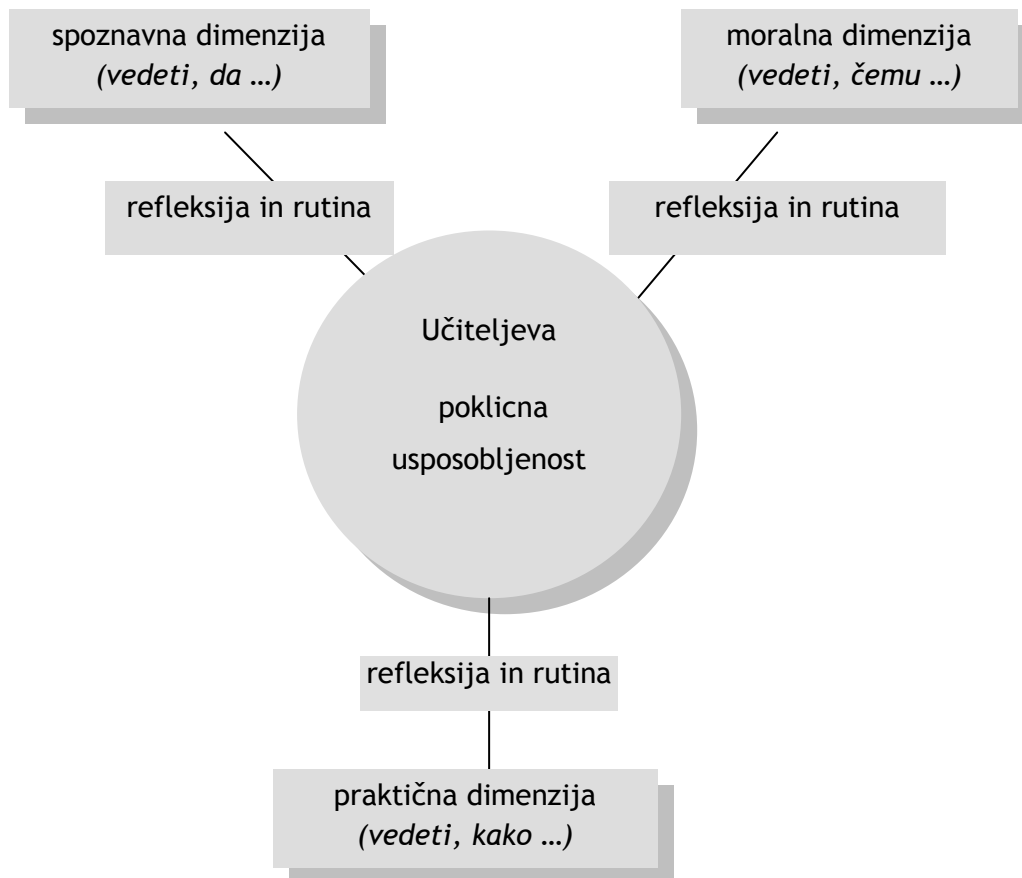 spoznavna dimenzija
(vedeti, da …)
moralna dimenzija
(vedeti, čemu …)
refleksija in rutina
refleksija in rutina
Učiteljeva
poklicna
usposobljenost
refleksija in rutina
praktična dimenzija
(vedeti, kako …)